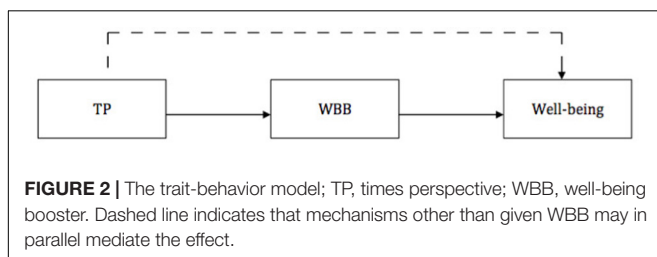 TP WBB Well-being
FIGURE 2 | The trait-behavior model; TP, times perspective; WBB, well-being
booster. Dashed line indicates that mechanisms other than given WBB may in
parallel mediate the effect.